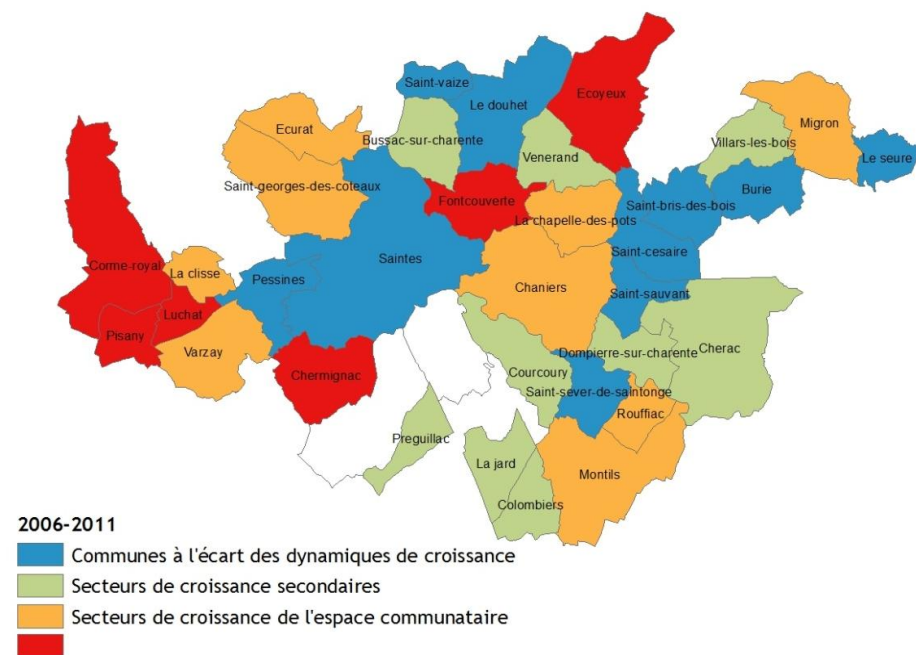 Saint-vaize
Ecoyeux
Le douhet
Ecurat
Bussac-sur-charente
Villars-les-bois
Migron
Venerand
Le seure
Saint-georges-des-coteaux
Burie
Fontcouverte
Saint-bris-des-bois
La chapelle-des-pots
Saint-cesaire
Saintes
Corme-royal
La clisse
Pessines
Chaniers
Saint-sauvant
Luchat
Pisany
Varzay
Dompierre-sur-charente
Cherac
Chermignac
Courcoury
Saint-sever-de-saintonge
Rouffiac
Preguillac
La jard
Montils
Colombiers
2006-2011
Communes à l'écart des dynamiques de croissance
Secteurs de croissance secondaires
Secteurs de croissance de l'espace communataire